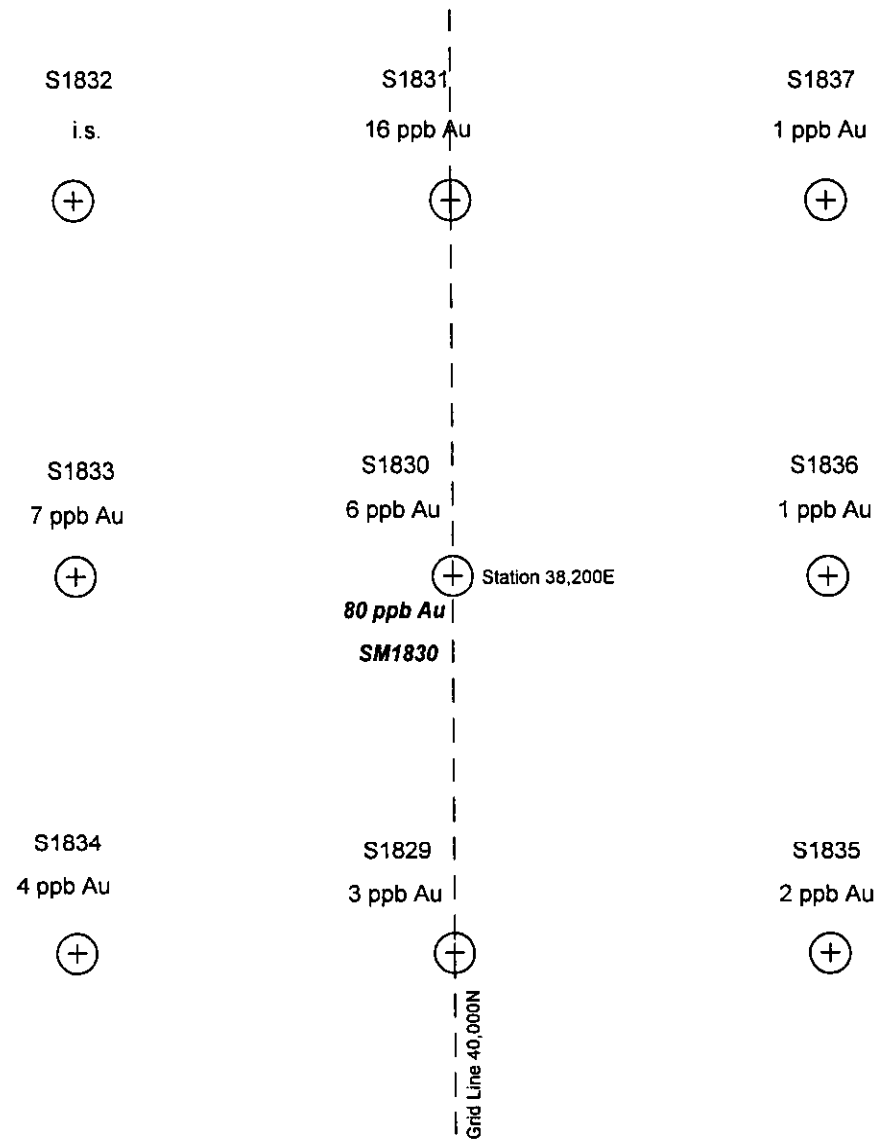 S1832
i.s.
S1831
16 ppb Au
S1837
1 ppb Au
S1833
7 ppb Au
S1830
6 ppb Au
Station 38,200E
80 ppb Au
SM1830
S1836
1 ppb Au
S1834
4 ppb Au
S1829
3 ppb Au
S1835
2 ppb Au
Grid Line 40,000N